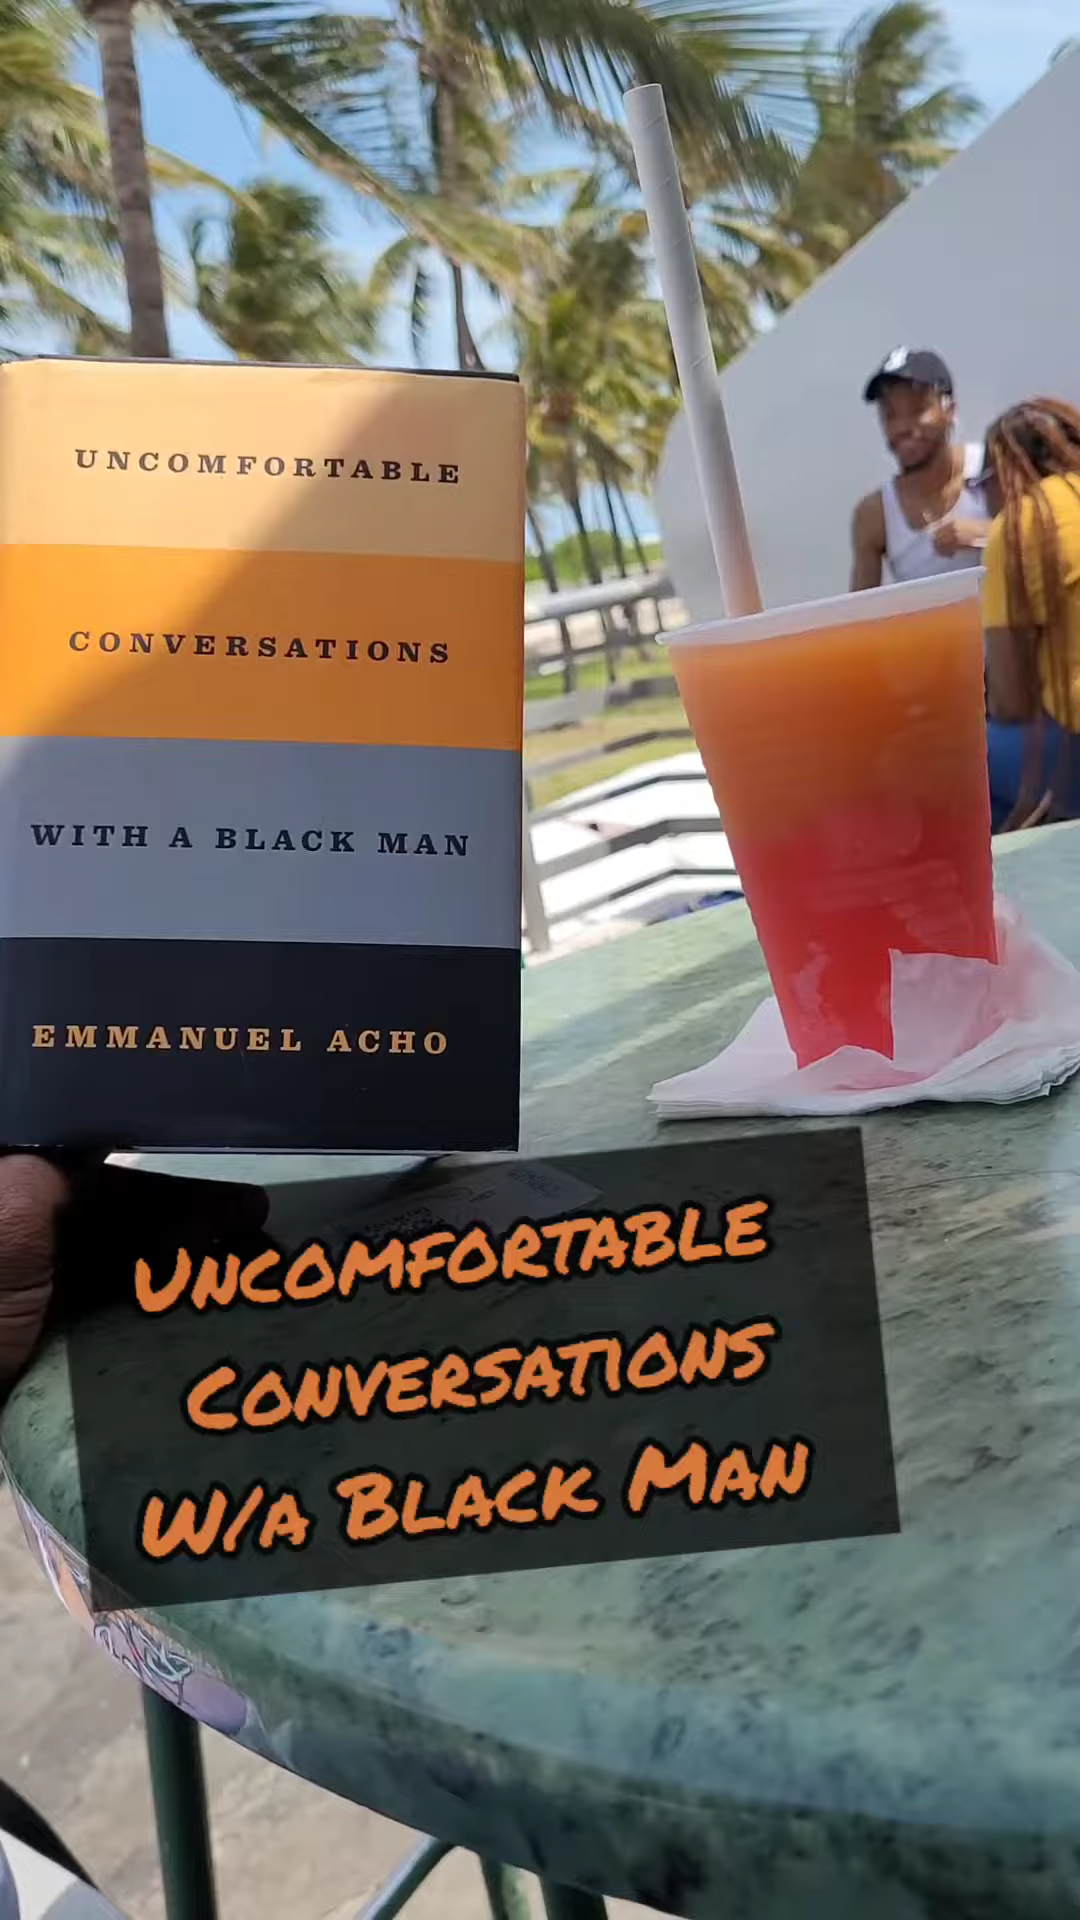 UNCOMFORTABLE
CONVERSATIONS
WITH A BLACK MAN
EMMANUEL ACHO
UNCOMFORTABLE
CONVERSATIONS
W/A BLACK MAN